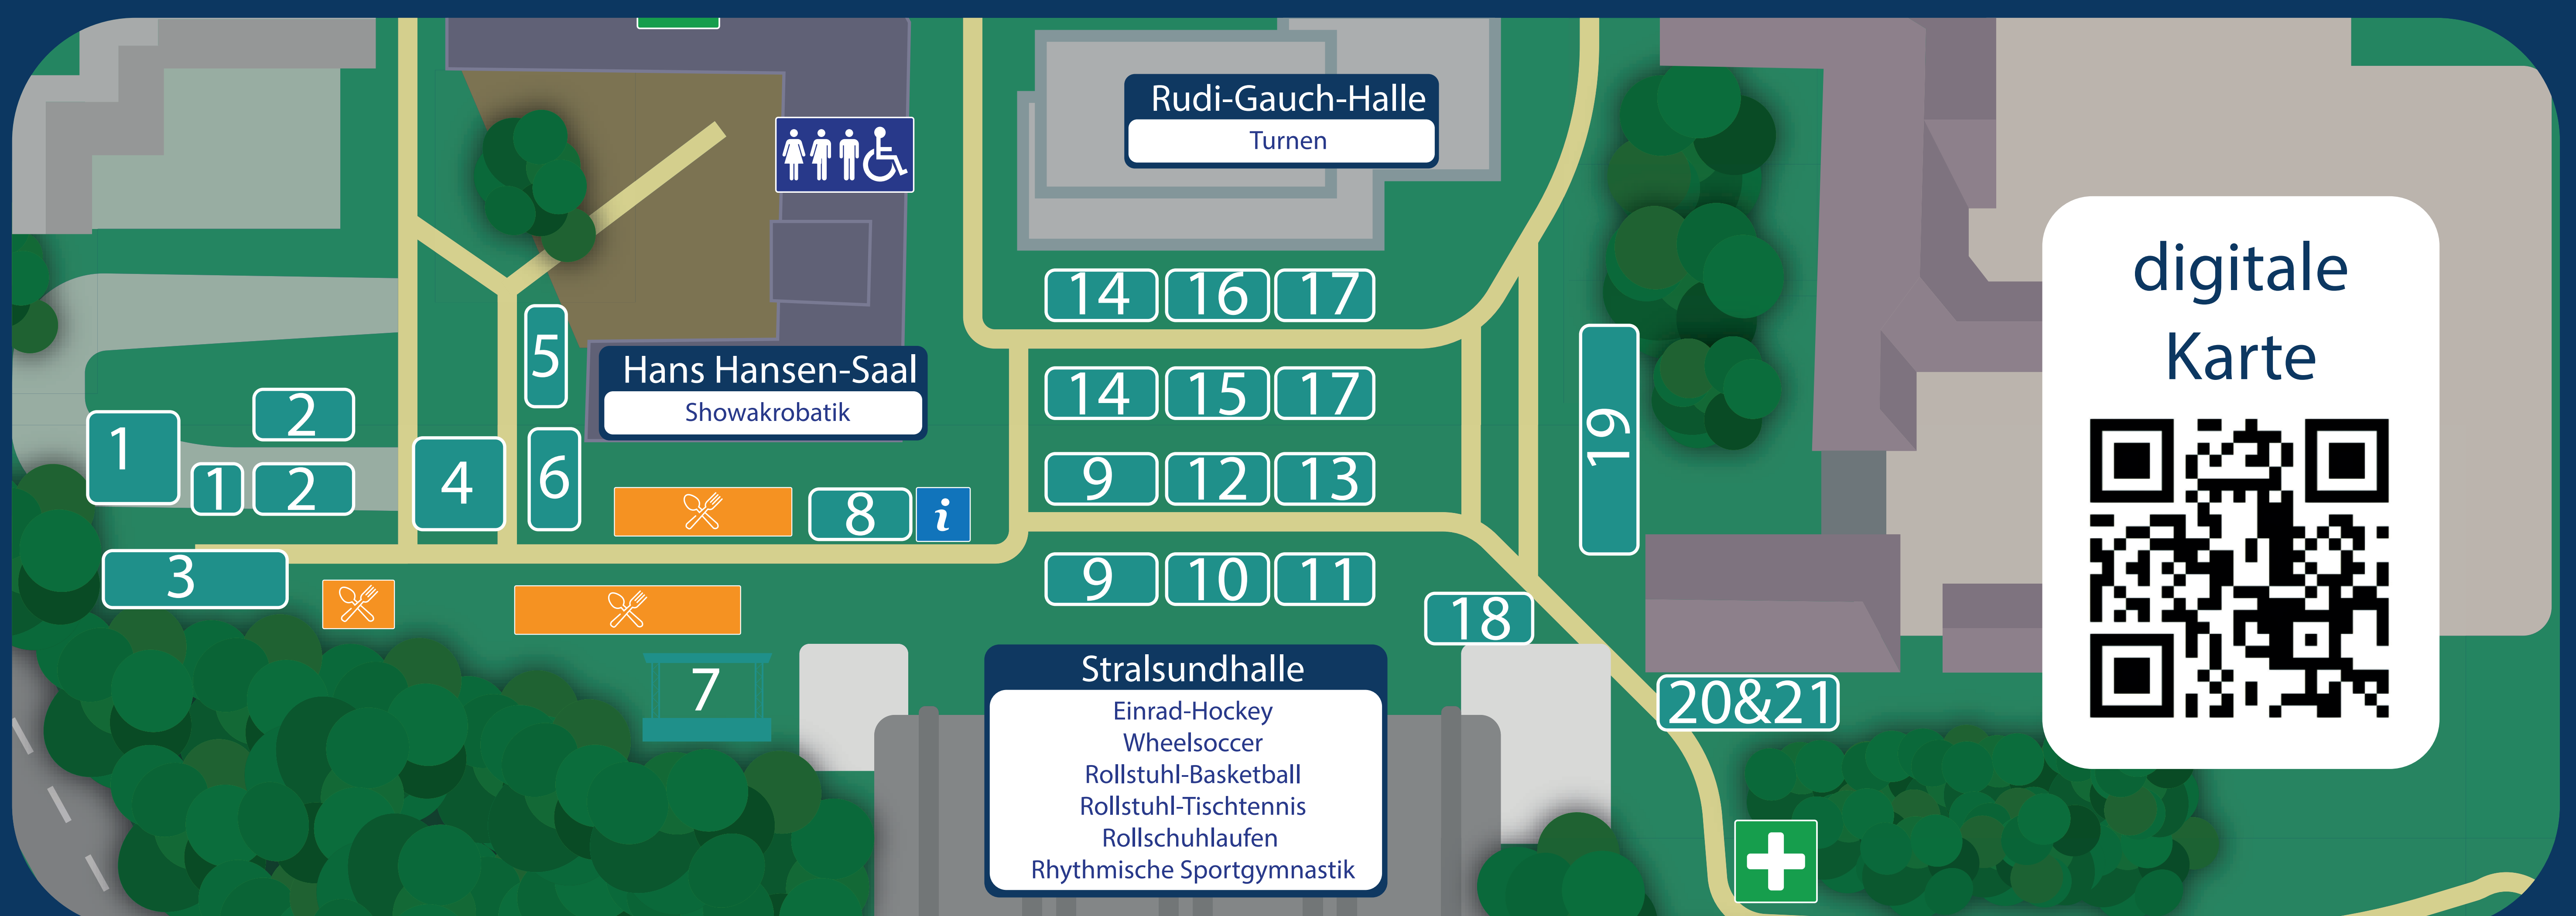 Rudi-Gauch-Halle
Turnen
digitale
Karte
14 16 17
5
Hans Hansen-Saal
Showakrobatik
14 15 17
19
1
2
1 2
4
6
8
i
9 12 13
3
9 10 11
18
7
Stralsundhalle
Einrad-Hockey
Wheelsoccer
Rollstuhl-Basketball
Rollstuhl-Tischtennis
Rollschuhlaufen
Rhythmische Sportgymnastik
20&21